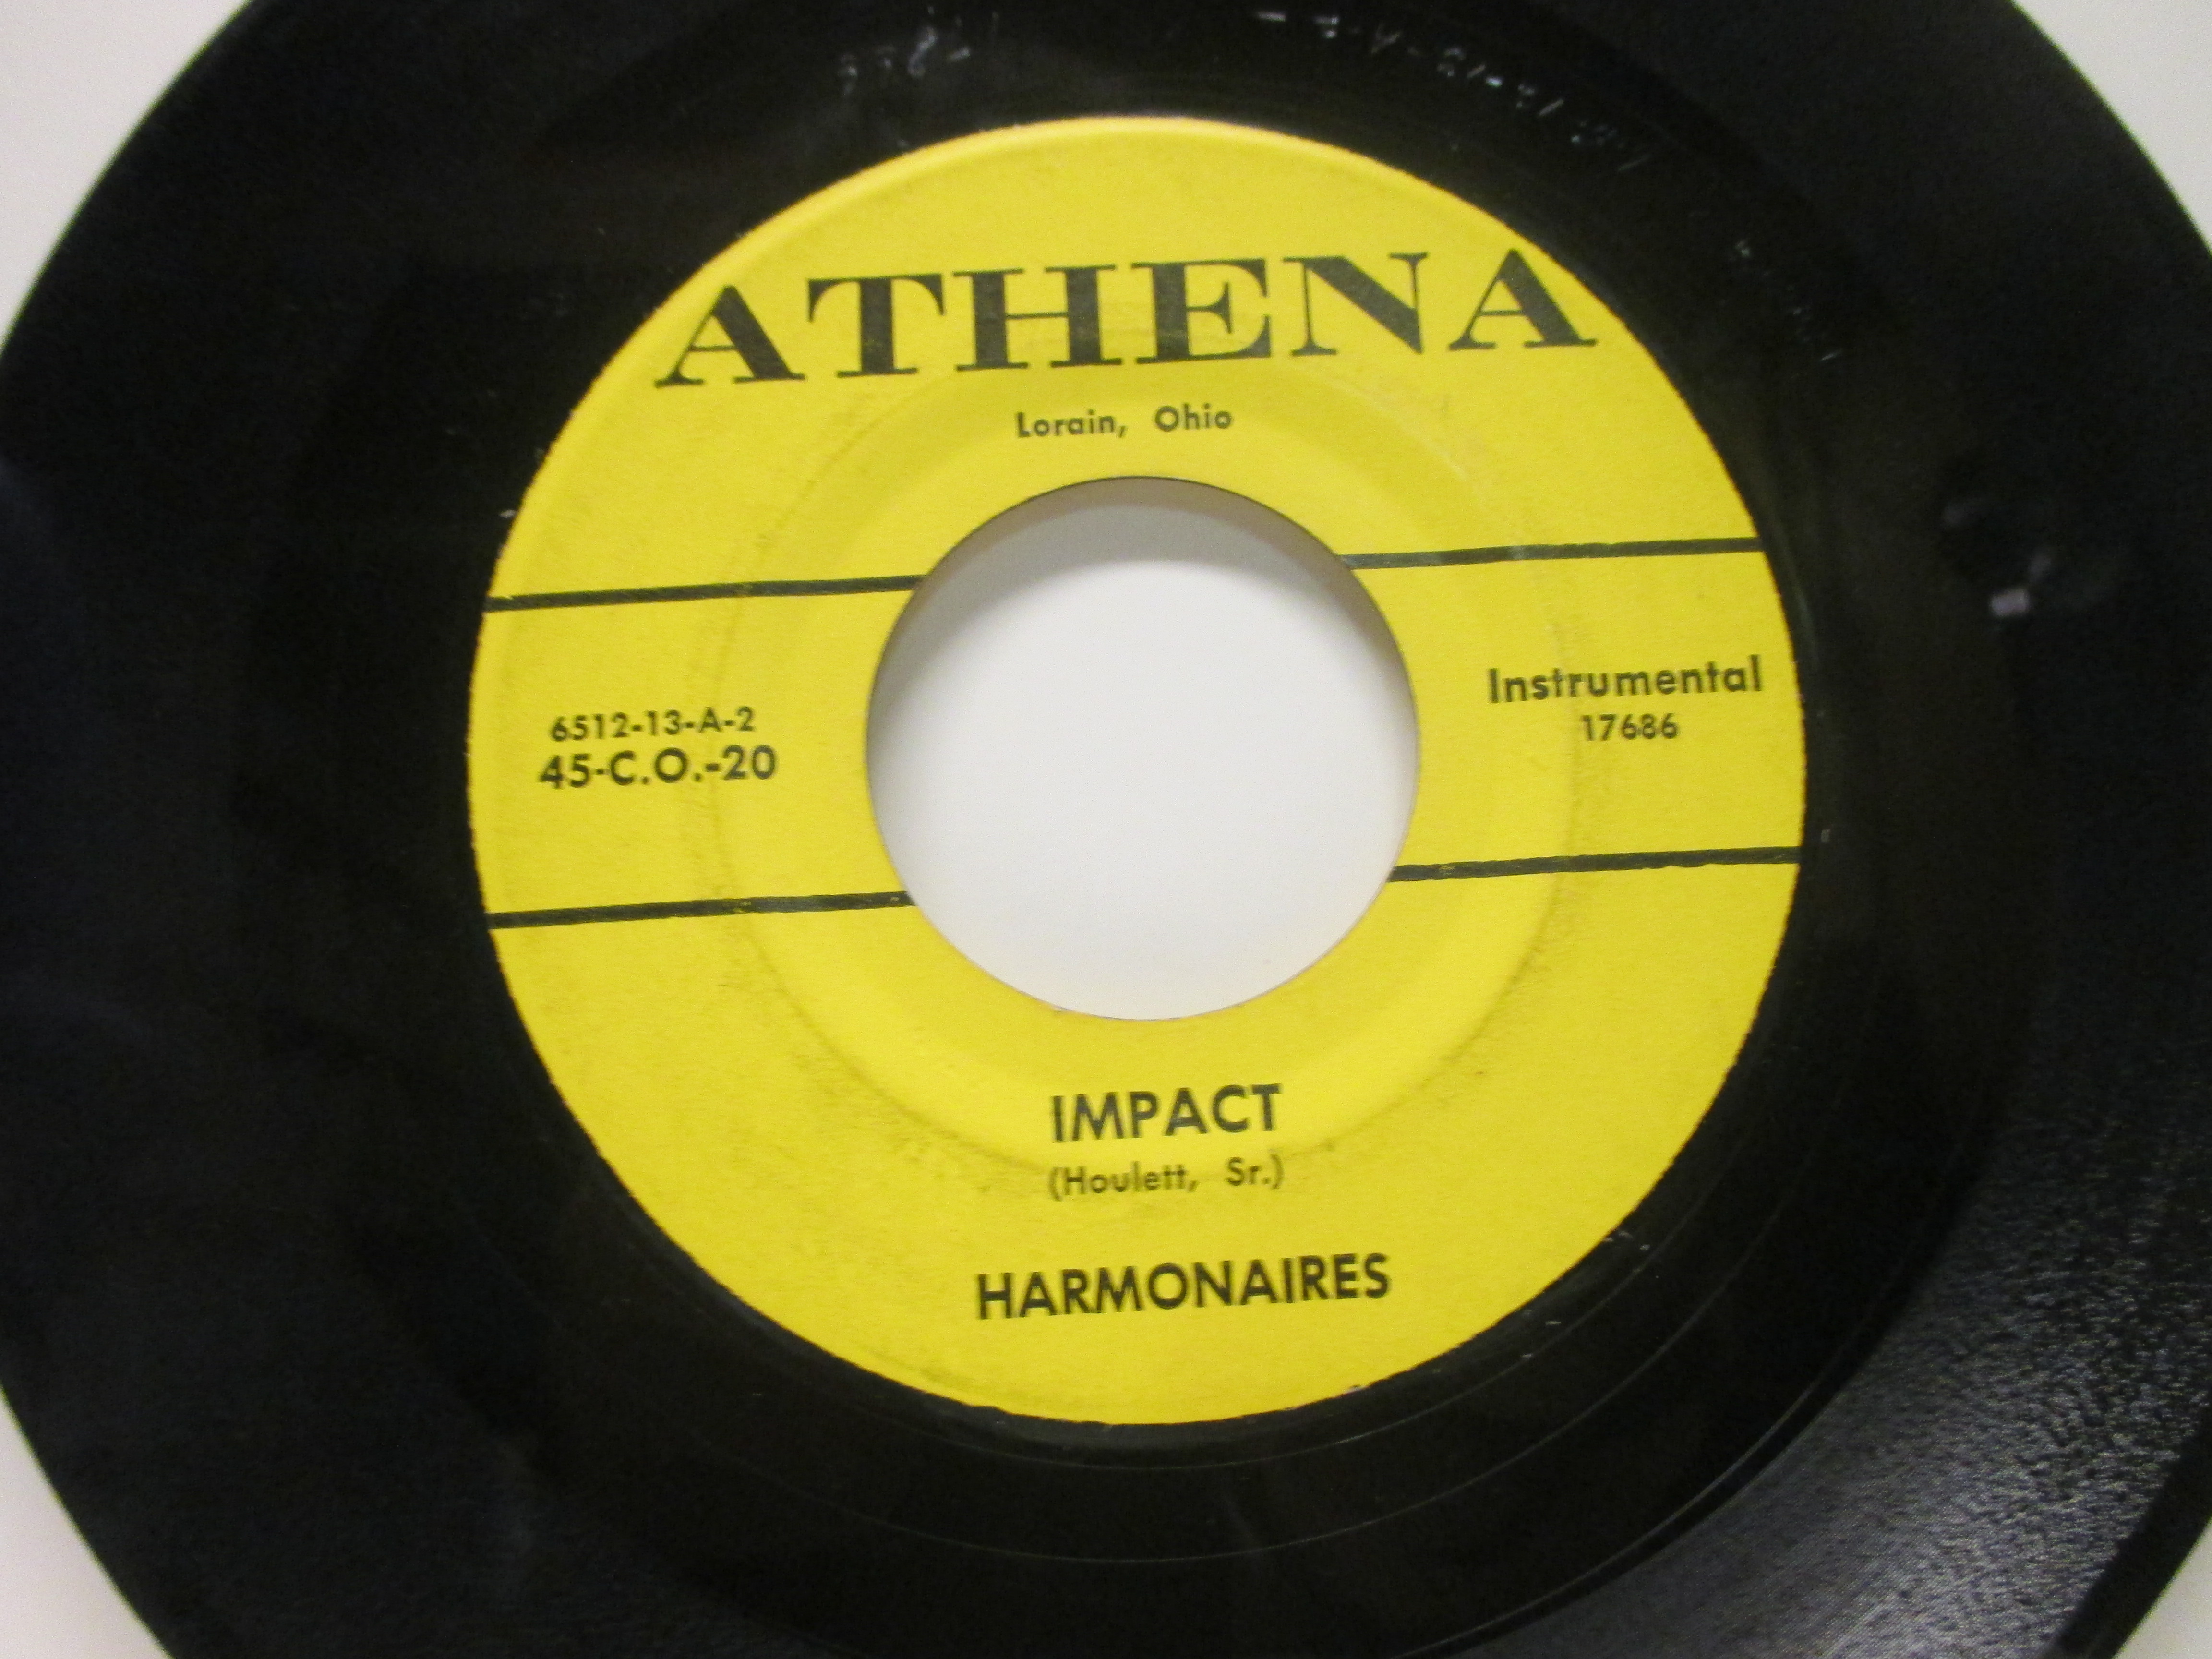 ATHENA
Lorain, Ohio
6512-13-A-2
45-C.O.-20
Instrumental
17686
IMPACT
(Houlett, Sr.)
HARMONAIRES